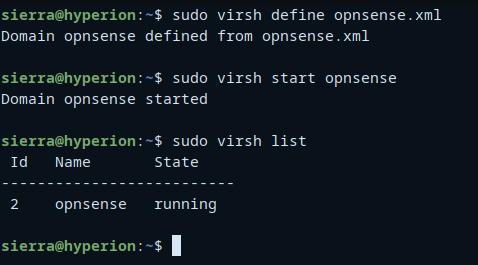 sierra@hyperion:~$ sudo virsh define opnsense.xml
Domain opnsense defined from opnsense.xml
sierra@hyperion:~$ sudo virsh start opnsense
Domain opnsense started
sierra@hyperion:~$ sudo virsh list
 Id   Name       State
--------------------------
 2    opnsense   running
sierra@hyperion:~$